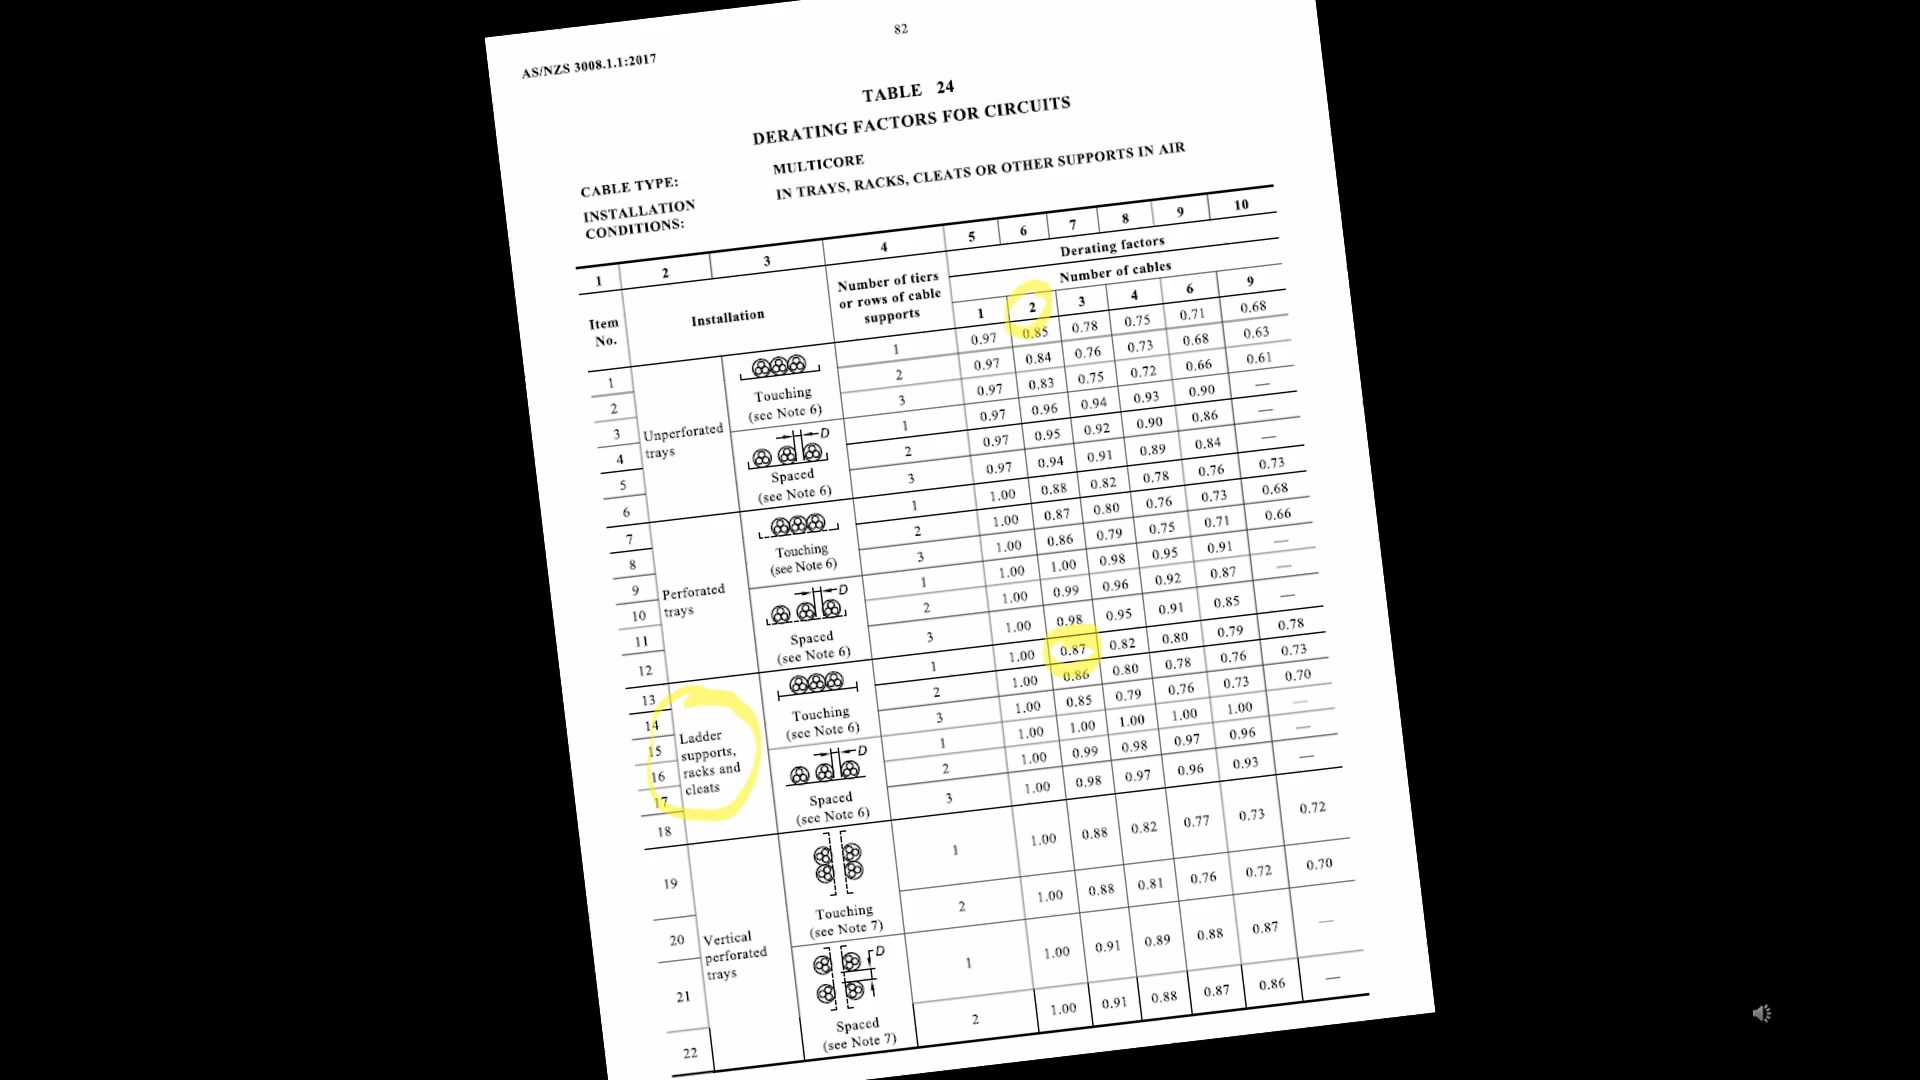 82
AS/NZS 3008.1.1:2017
TABLE 24
DERATING FACTORS FOR CIRCUITS
CABLE TYPE: MULTICORE
INSTALLATION CONDITIONS: IN TRAYS, RACKS, CLEATS OR OTHER SUPPORTS IN AIR
1 2 3 4 5 6 7 8 9 10
Item No. Installation Number of tiers or rows of cable supports Derating factors
Number of cables
1 2 3 4 6 9
1 Unperforated trays Touching (see Note 6) 1 0.97 0.85 0.78 0.75 0.71 0.68
2 2 0.97 0.84 0.76 0.73 0.68 0.63
3 3 0.97 0.83 0.75 0.72 0.66 0.61
4 D Spaced (see Note 6) 1 0.97 0.96 0.94 0.93 0.90 —
5 2 0.97 0.95 0.92 0.90 0.86 —
6 3 0.97 0.94 0.91 0.89 0.84 —
7 Perforated trays Touching (see Note 6) 1 1.00 0.88 0.82 0.78 0.76 0.73
8 2 1.00 0.87 0.80 0.76 0.73 0.68
9 3 1.00 0.86 0.79 0.75 0.71 0.66
10 D Spaced (see Note 6) 1 1.00 1.00 0.98 0.95 0.91 —
11 2 1.00 0.99 0.96 0.92 0.87 —
12 3 1.00 0.98 0.95 0.91 0.85 —
13 Ladder supports, racks and cleats Touching (see Note 6) 1 1.00 0.87 0.82 0.80 0.79 0.78
14 2 1.00 0.86 0.80 0.78 0.76 0.73
15 3 1.00 0.85 0.79 0.76 0.73 0.70
16 D Spaced (see Note 6) 1 1.00 1.00 1.00 1.00 1.00 —
17 2 1.00 0.99 0.98 0.97 0.96 —
18 3 1.00 0.98 0.97 0.96 0.93 —
19 Vertical perforated trays Touching (see Note 7) 1 1.00 0.88 0.82 0.77 0.73 0.72
20 2 1.00 0.88 0.81 0.76 0.72 0.70
21 D Spaced (see Note 7) 1 1.00 0.91 0.89 0.88 0.87 —
22 2 1.00 0.91 0.88 0.87 0.86 —